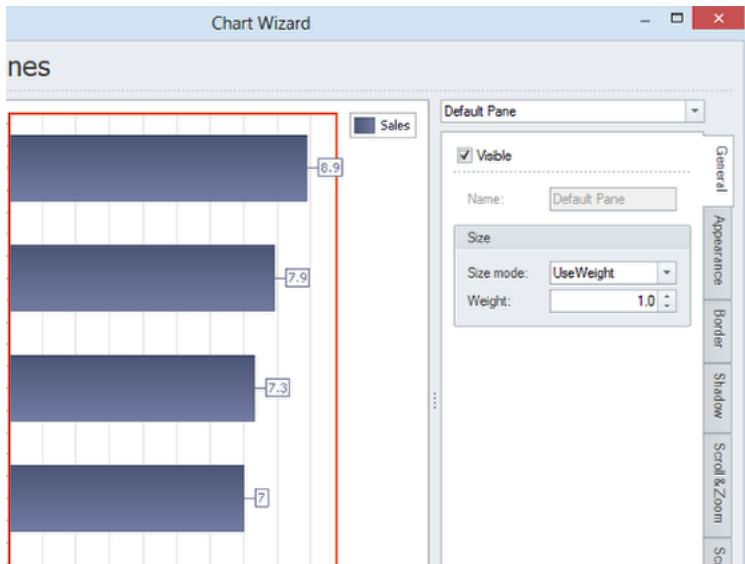 Chart Wizard
nes
Default Pane
Sales
Visible
General
8.9
Name: Default Pane
Appearance
Size
7.9
Size mode: UseWeight
Weight: 1.0
Border
7.3
Shadow
Scroll & Zoom
7
Sc